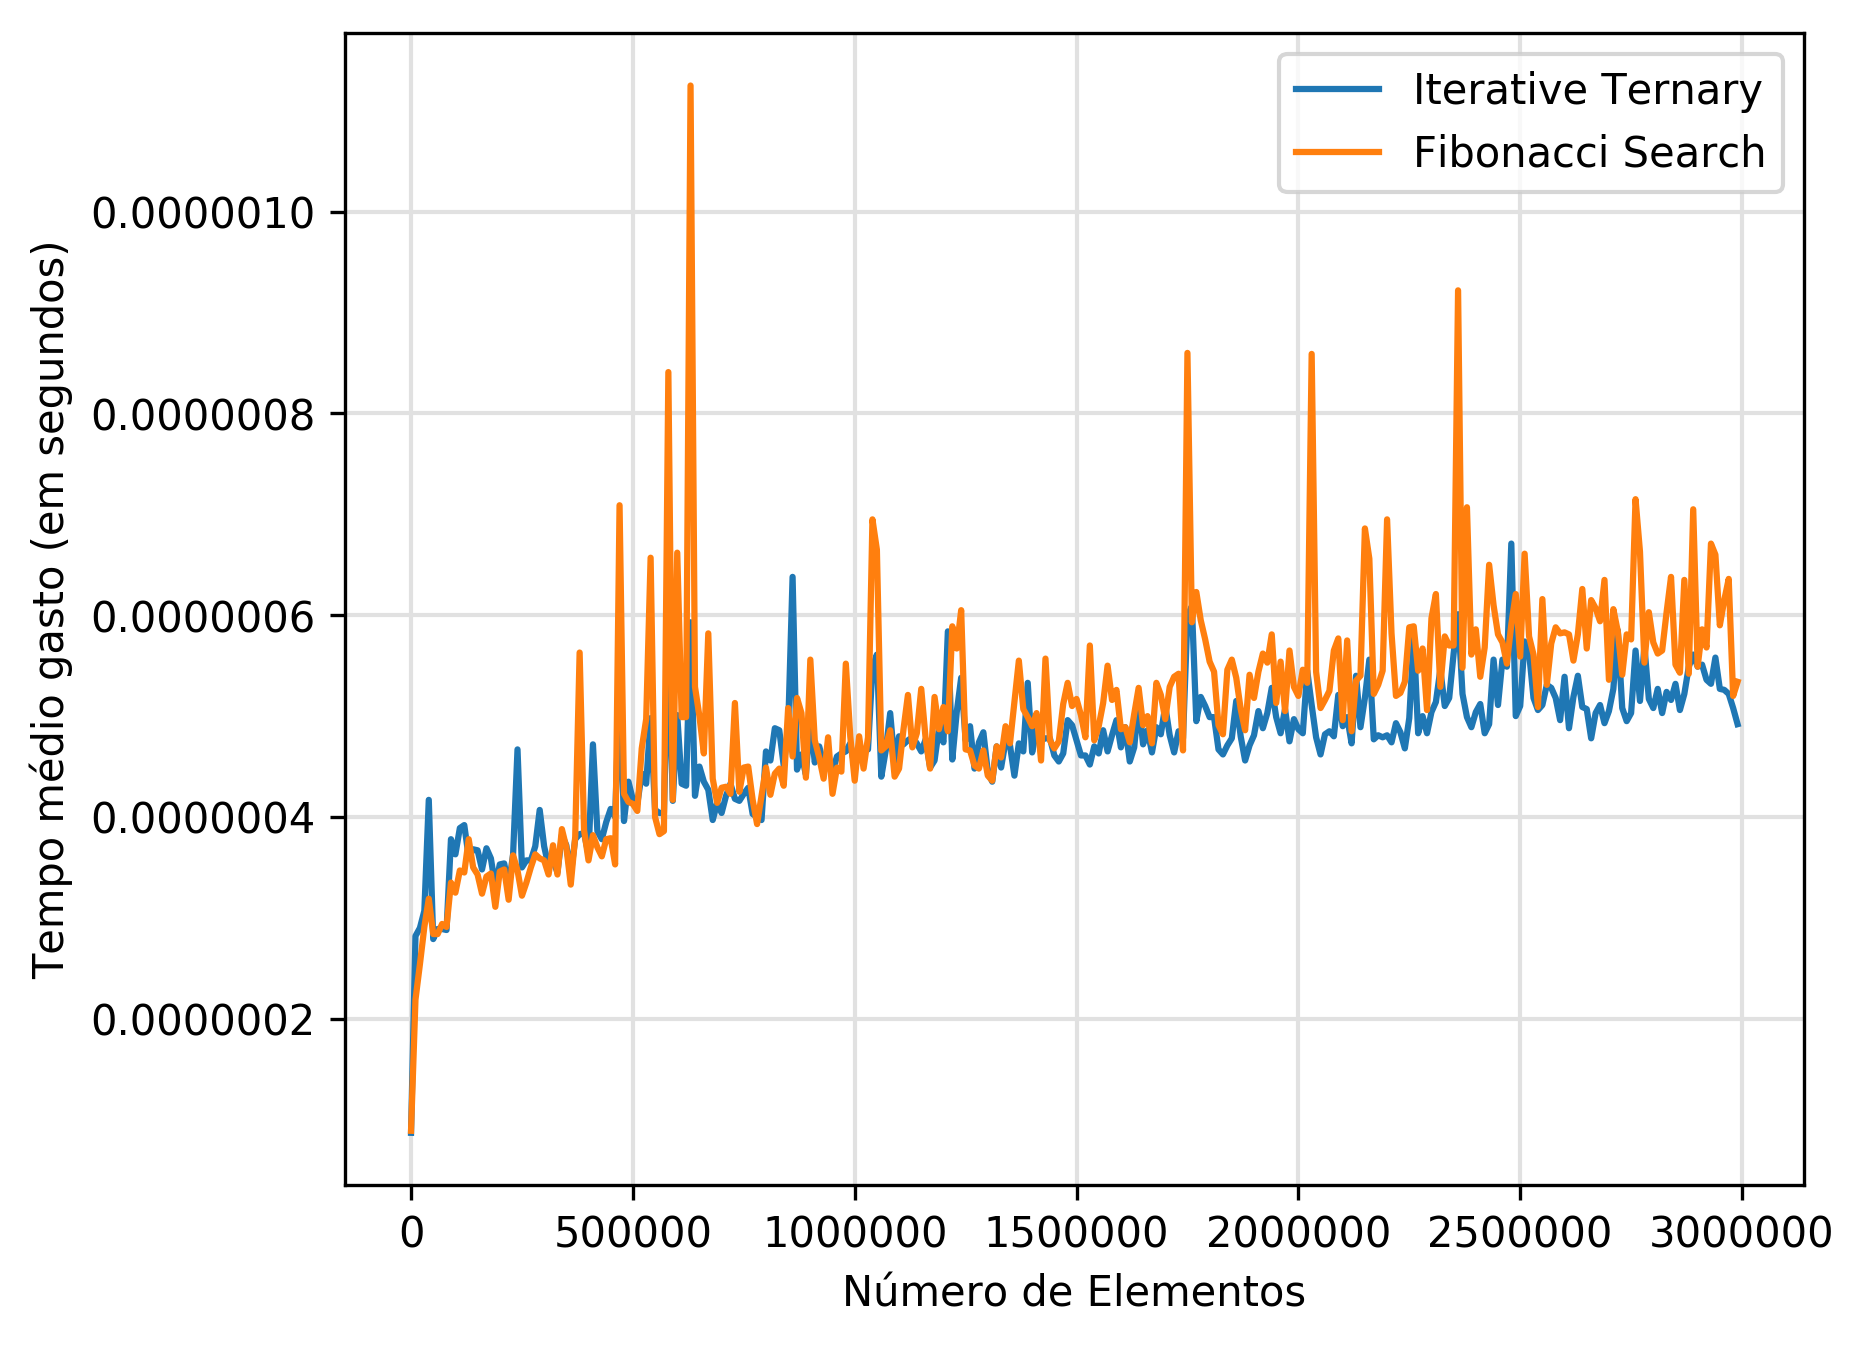 Iterative Ternary
Fibonacci Search
Tempo médio gasto (em segundos)
0.0000010
0.0000008
0.0000006
0.0000004
0.0000002
0 500000 1000000 1500000 2000000 2500000 3000000
Número de Elementos